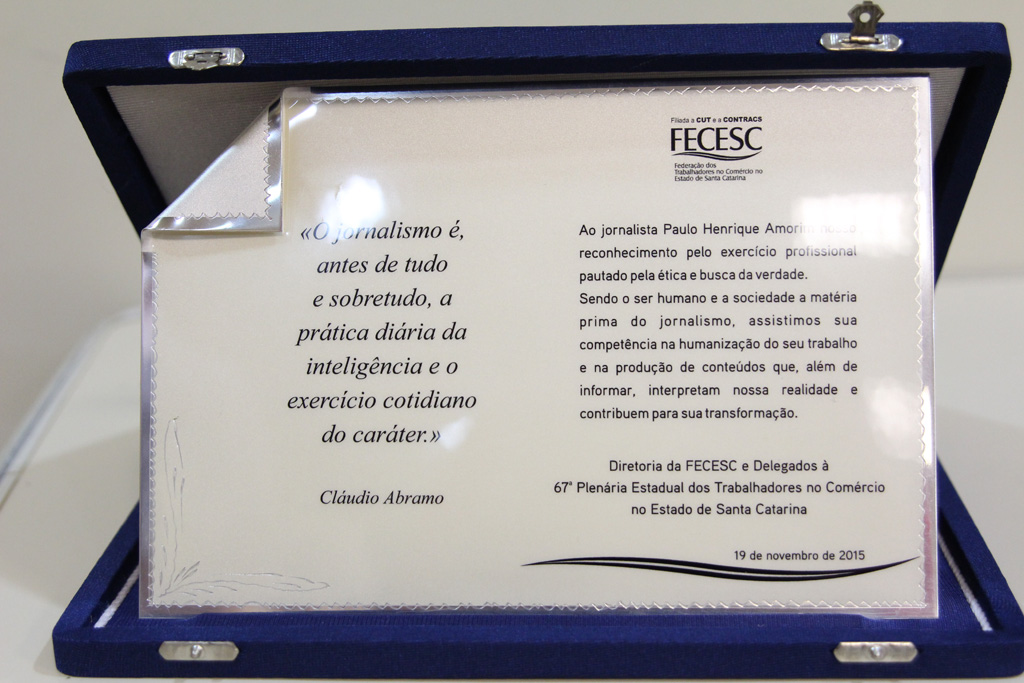 Filiada a CUT e a CONTRACS
FECESC
Federação dos
Trabalhadores no Comércio no
Estado de Santa Catarina
«O jornalismo é,
antes de tudo
e sobretudo, a
prática diária da
inteligência e o
exercício cotidiano
do caráter.»
Cláudio Abramo
Ao jornalista Paulo Henrique Amorim nosso
reconhecimento pelo exercício profissional
pautado pela ética e busca da verdade.
Sendo o ser humano e a sociedade a matéria
prima do jornalismo, assistimos sua
competência na humanização do seu trabalho
e na produção de conteúdos que, além de
informar, interpretam nossa realidade e
contribuem para sua transformação.
Diretoria da FECESC e Delegados à
67ª Plenária Estadual dos Trabalhadores no Comércio
no Estado de Santa Catarina
19 de novembro de 2015